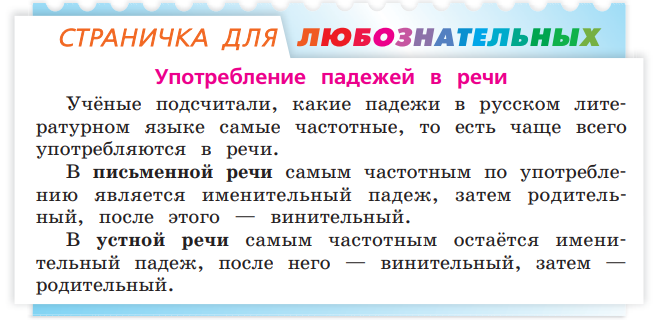 СТРАНИЧКА ДЛЯ ЛЮБОЗНАТЕЛЬНЫХ
Употребление падежей в речи
Учёные подсчитали, какие падежи в русском лите-
ратурном языке самые частотные, то есть чаще всего
употребляются в речи.
В письменной речи самым частотным по употребле-
нию является именительный падеж, затем родитель-
ный, после этого — винительный.
В устной речи самым частотным остаётся имени-
тельный падеж, после него — винительный, затем —
родительный.